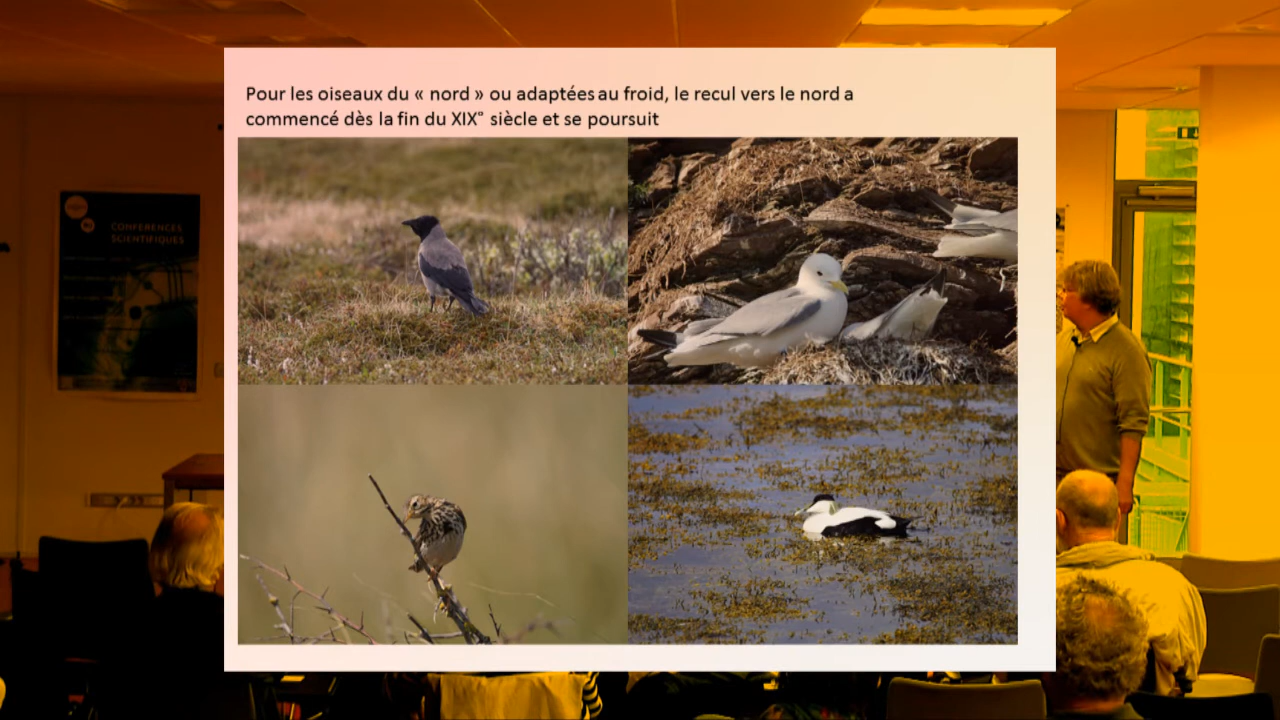 Pour les oiseaux du « nord » ou adaptées au froid, le recul vers le nord a
commencé dès la fin du XIX° siècle et se poursuit
CONFÉRENCES
SCIENTIFIQUES